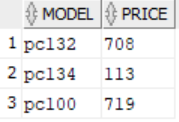 MODEL PRICE
1 pc132 708
2 pc134 113
3 pc100 719